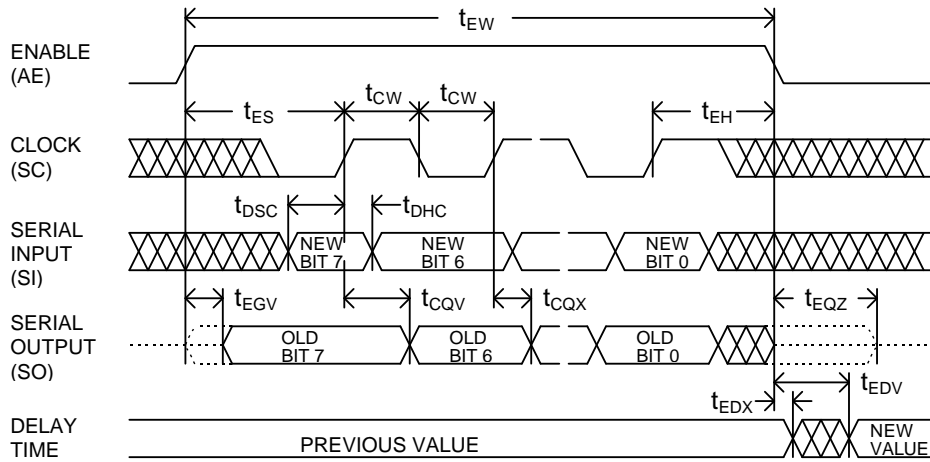 tEW
ENABLE
(AE)
tES
tCW
tCW
tEH
CLOCK
(SC)
tDSC
tDHC
SERIAL
INPUT
(SI)
NEW
BIT 7
NEW
BIT 6
NEW
BIT 0
tEGV
tCQV
tCQX
tEQZ
SERIAL
OUTPUT
(SO)
OLD
BIT 7
OLD
BIT 6
OLD
BIT 0
tEDV
tEDX
DELAY
TIME
PREVIOUS VALUE
NEW
VALUE